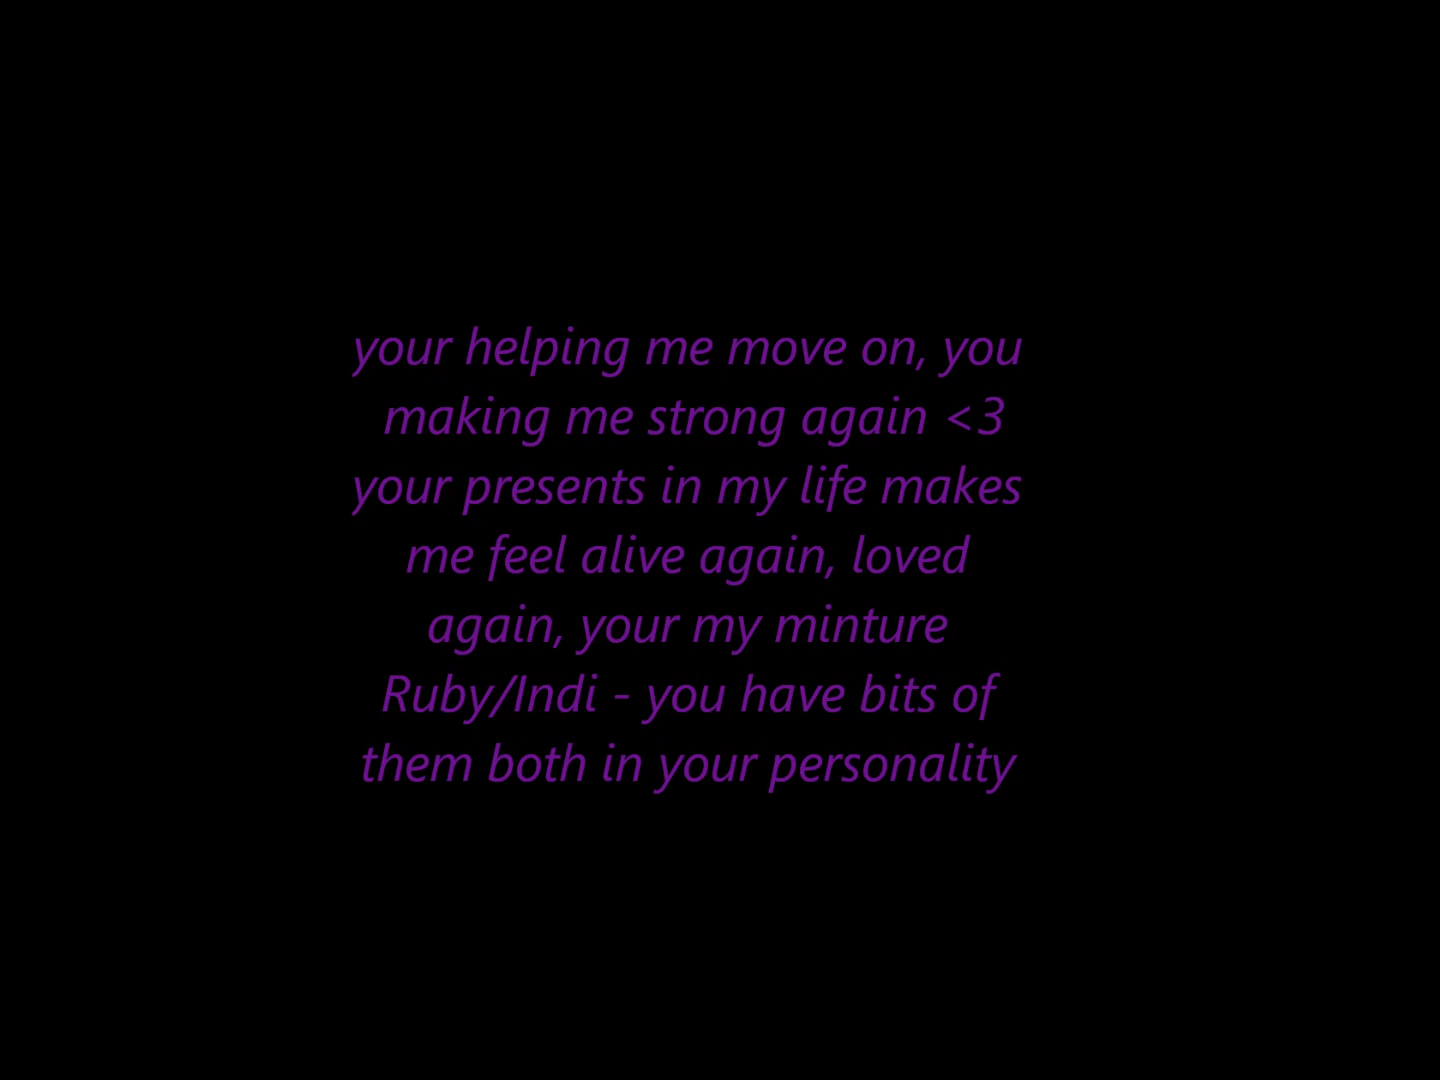 your helping me move on, you
making me strong again <3
your presents in my life makes
me feel alive again, loved
again, your my minture
Ruby/Indi - you have bits of
them both in your personality